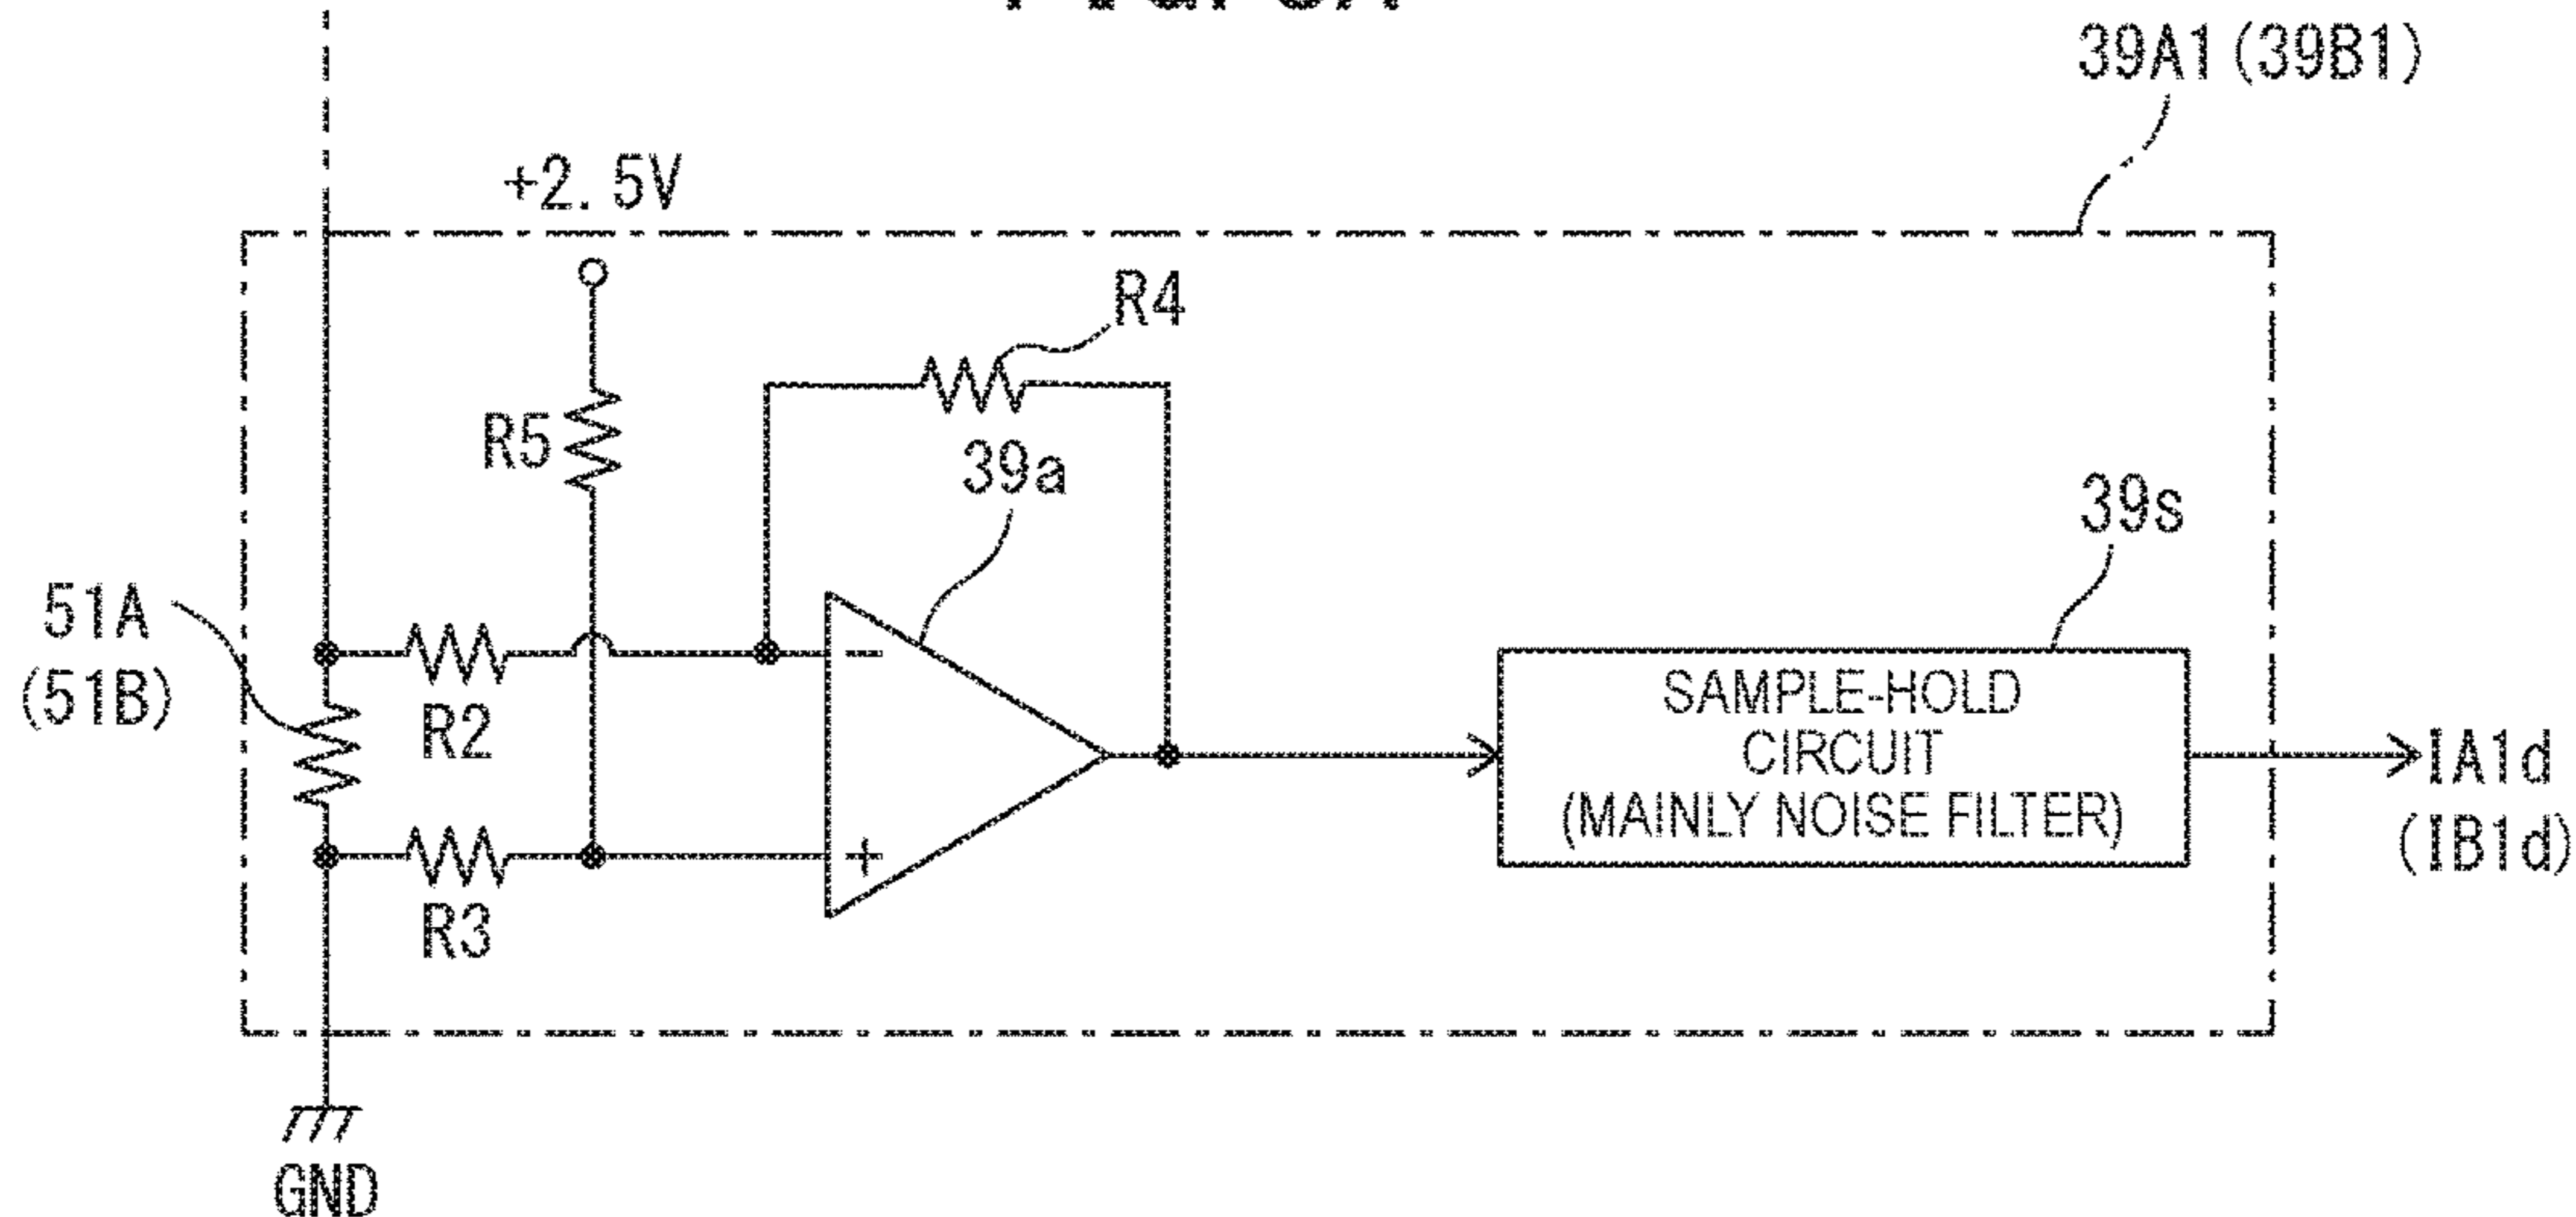 39A1(39B1)
+2.5V
R4
R5
39a
39s
51A
(51B)
R2
SAMPLE-HOLD
CIRCUIT
(MAINLY NOISE FILTER)
IA1d
(IB1d)
R3
GND